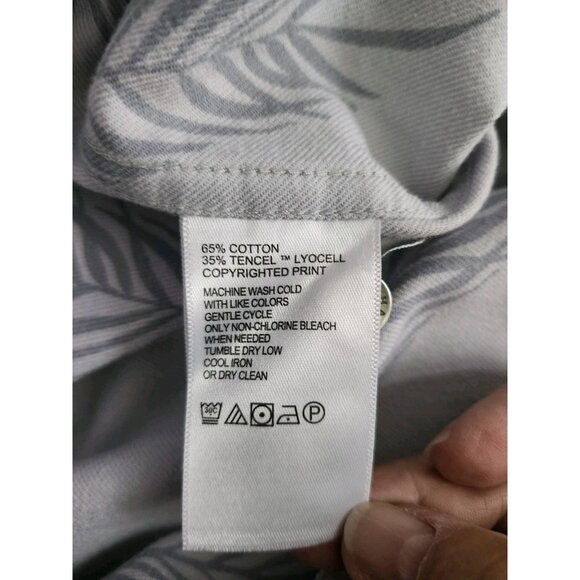 65% COTTON
35% TENCEL ™ LYOCELL
COPYRIGHTED PRINT
MACHINE WASH COLD
WITH LIKE COLORS
GENTLE CYCLE
ONLY NON-CHLORINE BLEACH
WHEN NEEDED
TUMBLE DRY LOW
COOL IRON
OR DRY CLEAN
30C P